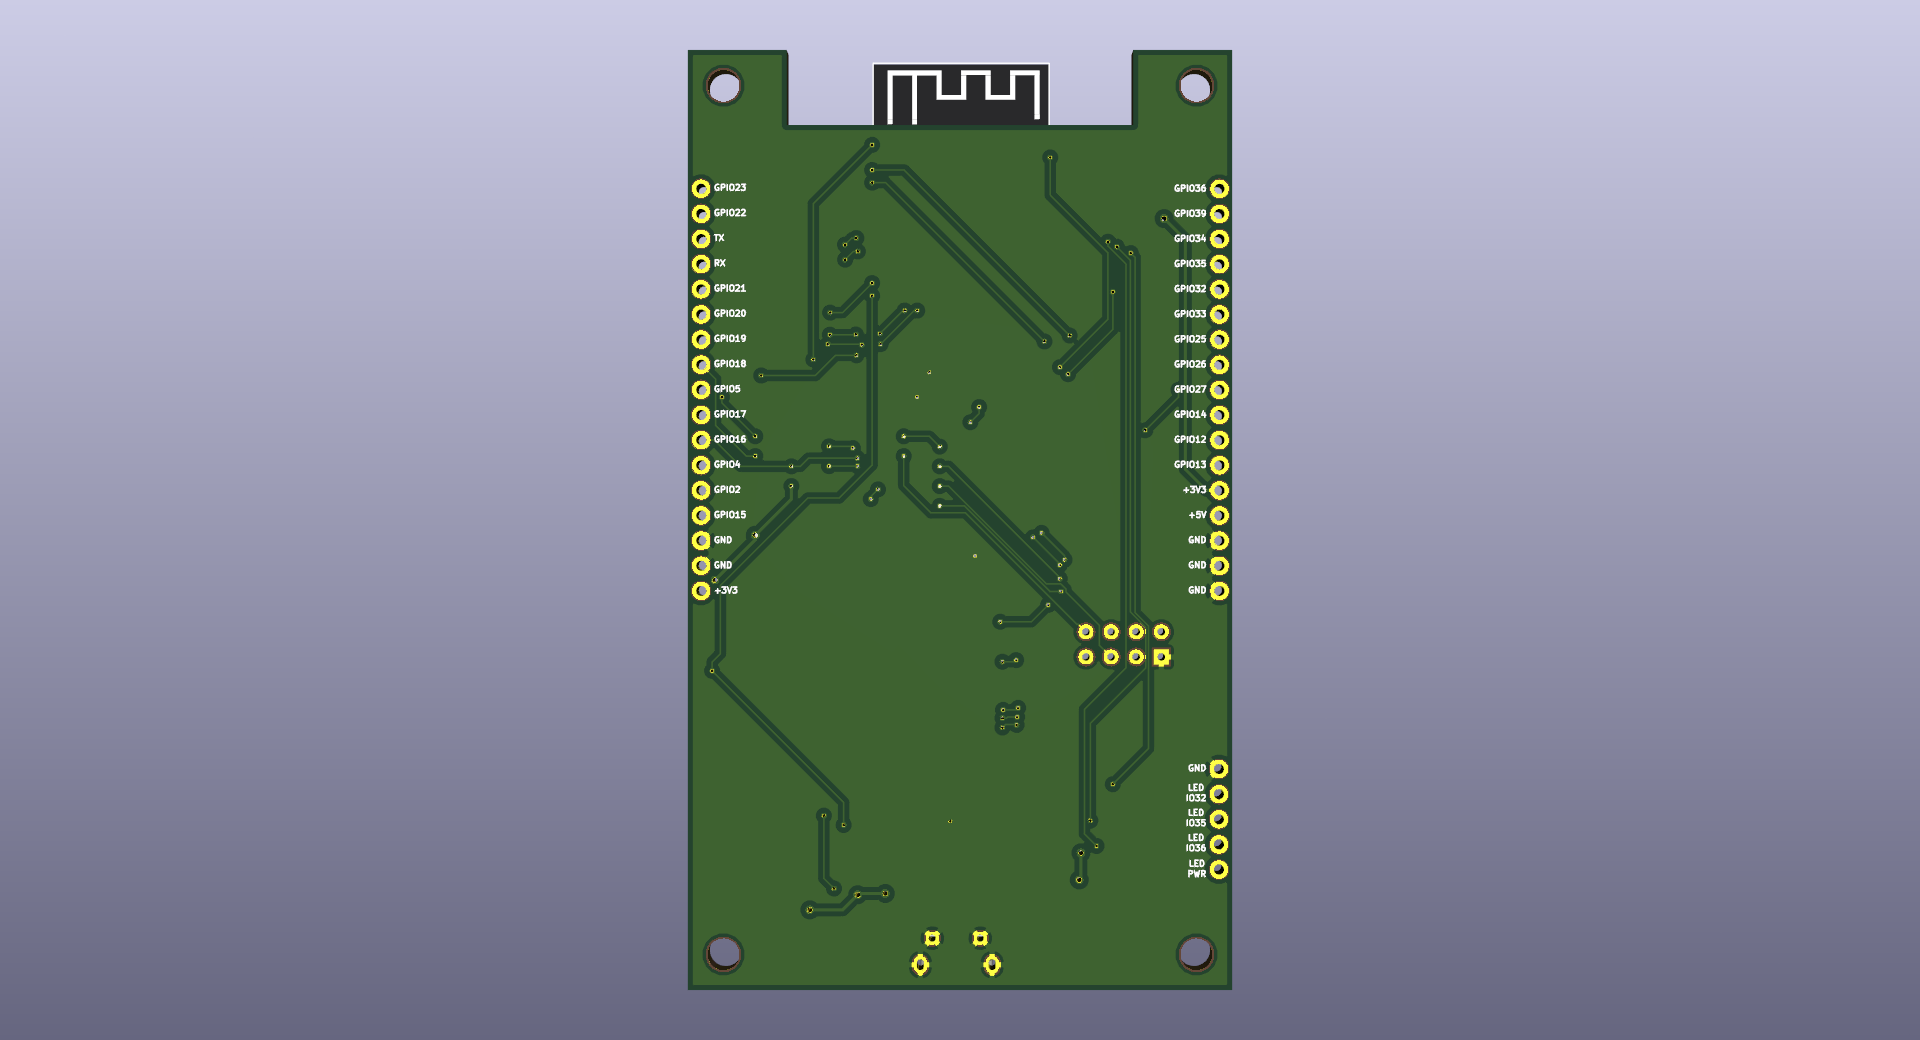 GPIO23
GPIO22
TX
RX
GPIO21
GPIO20
GPIO19
GPIO18
GPIO5
GPIO17
GPIO16
GPIO4
GPIO2
GPIO15
GND
GND
+3V3
GPIO36
GPIO39
GPIO34
GPIO35
GPIO32
GPIO33
GPIO25
GPIO26
GPIO27
GPIO14
GPIO12
GPIO13
+3V3
+5V
GND
GND
GND
GND
LED
IO32
LED
IO35
LED
IO36
LED
PWR